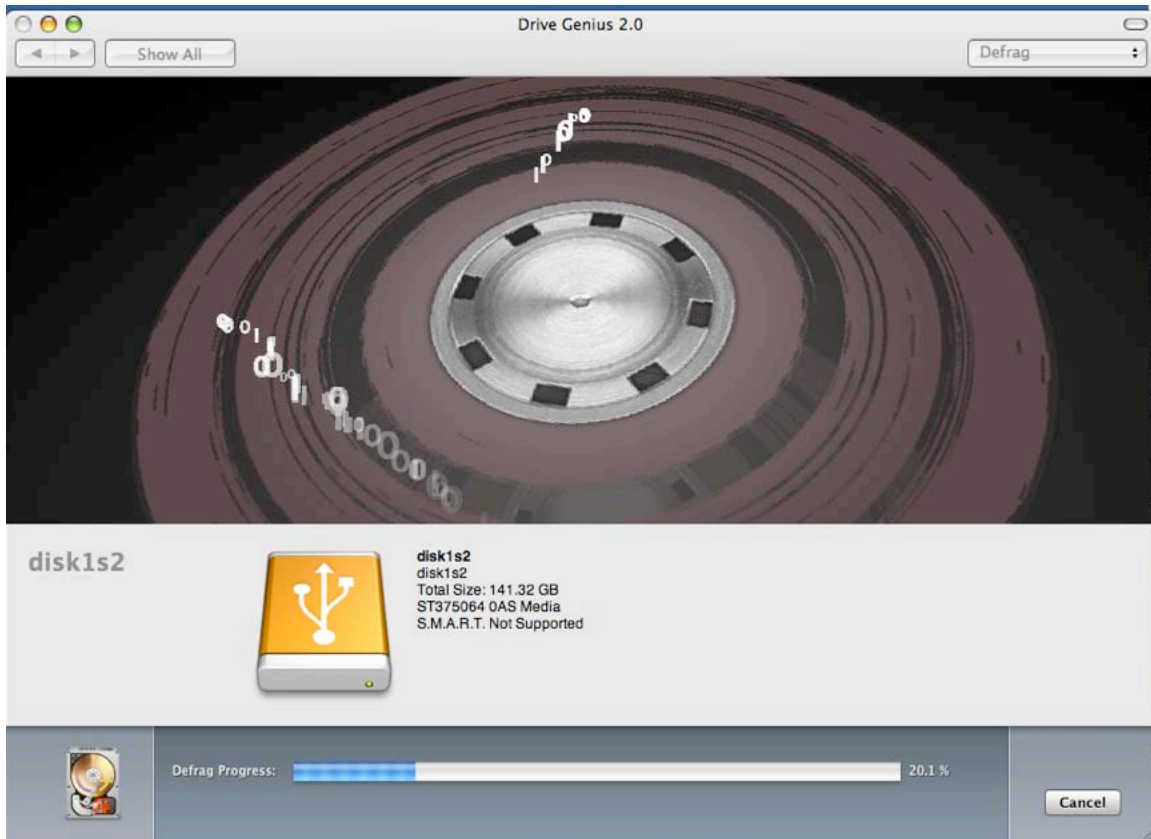 Drive Genius 2.0
Show All
Defrag
disk1s2
disk1s2
disk1s2
Total Size: 141.32 GB
ST375064 0AS Media
S.M.A.R.T. Not Supported
Defrag Progress:
20.1 %
Cancel